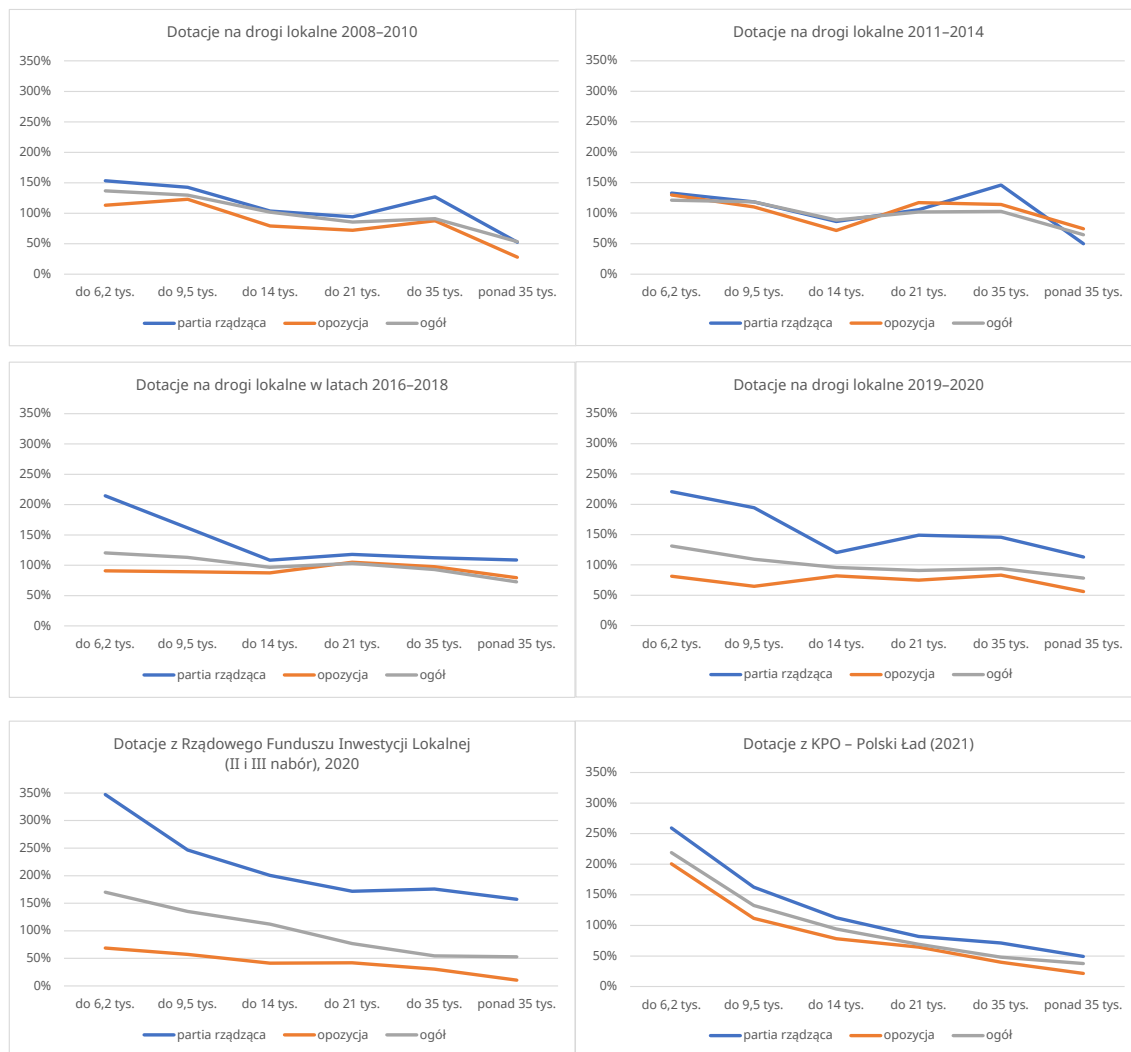 Dotacje na drogi lokalne 2008–2010
350%
300%
250%
200%
150%
100%
50%
0%
do 6,2 tys. do 9,5 tys. do 14 tys. do 21 tys. do 35 tys. ponad 35 tys.
partia rządząca opozycja ogół
Dotacje na drogi lokalne 2011–2014
350%
300%
250%
200%
150%
100%
50%
0%
do 6,2 tys. do 9,5 tys. do 14 tys. do 21 tys. do 35 tys. ponad 35 tys.
partia rządząca opozycja ogół
Dotacje na drogi lokalne w latach 2016–2018
350%
300%
250%
200%
150%
100%
50%
0%
do 6,2 tys. do 9,5 tys. do 14 tys. do 21 tys. do 35 tys. ponad 35 tys.
partia rządząca opozycja ogół
Dotacje na drogi lokalne 2019–2020
350%
300%
250%
200%
150%
100%
50%
0%
do 6,2 tys. do 9,5 tys. do 14 tys. do 21 tys. do 35 tys. ponad 35 tys.
partia rządząca opozycja ogół
Dotacje z Rządowego Funduszu Inwestycji Lokalnej
(II i III nabór), 2020
350%
300%
250%
200%
150%
100%
50%
0%
do 6,2 tys. do 9,5 tys. do 14 tys. do 21 tys. do 35 tys. ponad 35 tys.
partia rządząca opozycja ogół
Dotacje z KPO – Polski Ład (2021)
350%
300%
250%
200%
150%
100%
50%
0%
do 6,2 tys. do 9,5 tys. do 14 tys. do 21 tys. do 35 tys. ponad 35 tys.
partia rządząca opozycja ogół